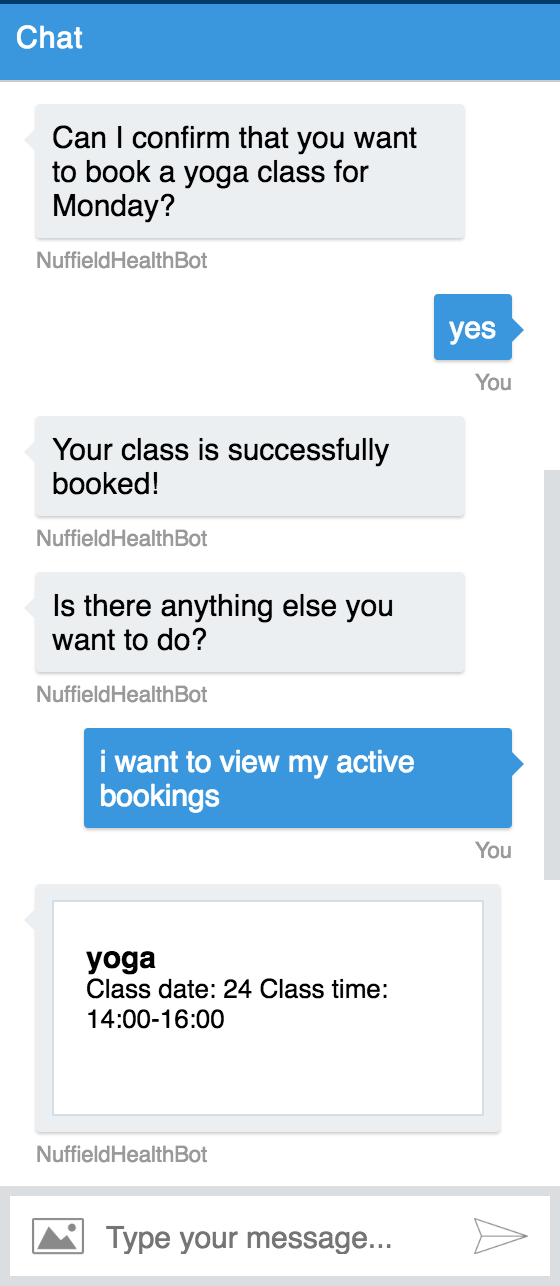 Chat
Can I confirm that you want
to book a yoga class for
Monday?
NuffieldHealthBot
yes
You
Your class is successfully
booked!
NuffieldHealthBot
Is there anything else you
want to do?
NuffieldHealthBot
i want to view my active
bookings
You
yoga
Class date: 24 Class time:
14:00-16:00
NuffieldHealthBot
Type your message...